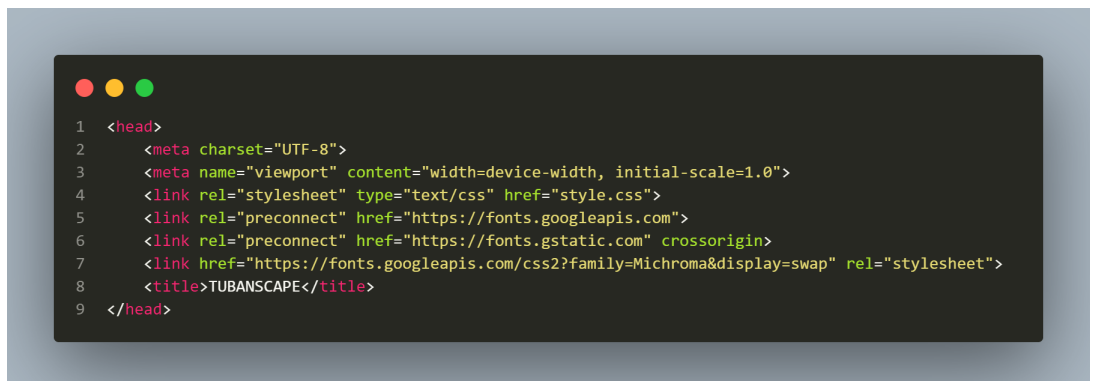 1 <head>
2     <meta charset="UTF-8">
3     <meta name="viewport" content="width=device-width, initial-scale=1.0">
4     <link rel="stylesheet" type="text/css" href="style.css">
5     <link rel="preconnect" href="https://fonts.googleapis.com">
6     <link rel="preconnect" href="https://fonts.gstatic.com" crossorigin>
7     <link href="https://fonts.googleapis.com/css2?family=Michroma&display=swap" rel="stylesheet">
8     <title>TUBANSCAPE</title>
9 </head>